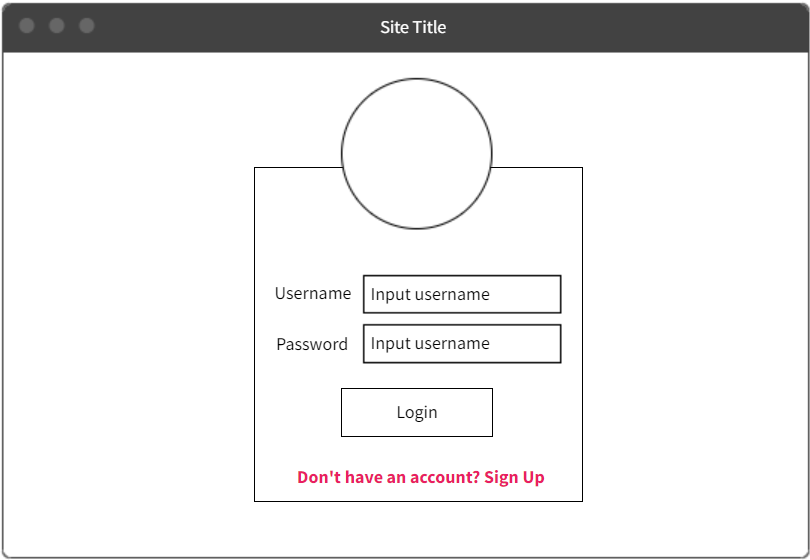 Site Title
Username Input username
Password Input username
Login
Don't have an account? Sign Up